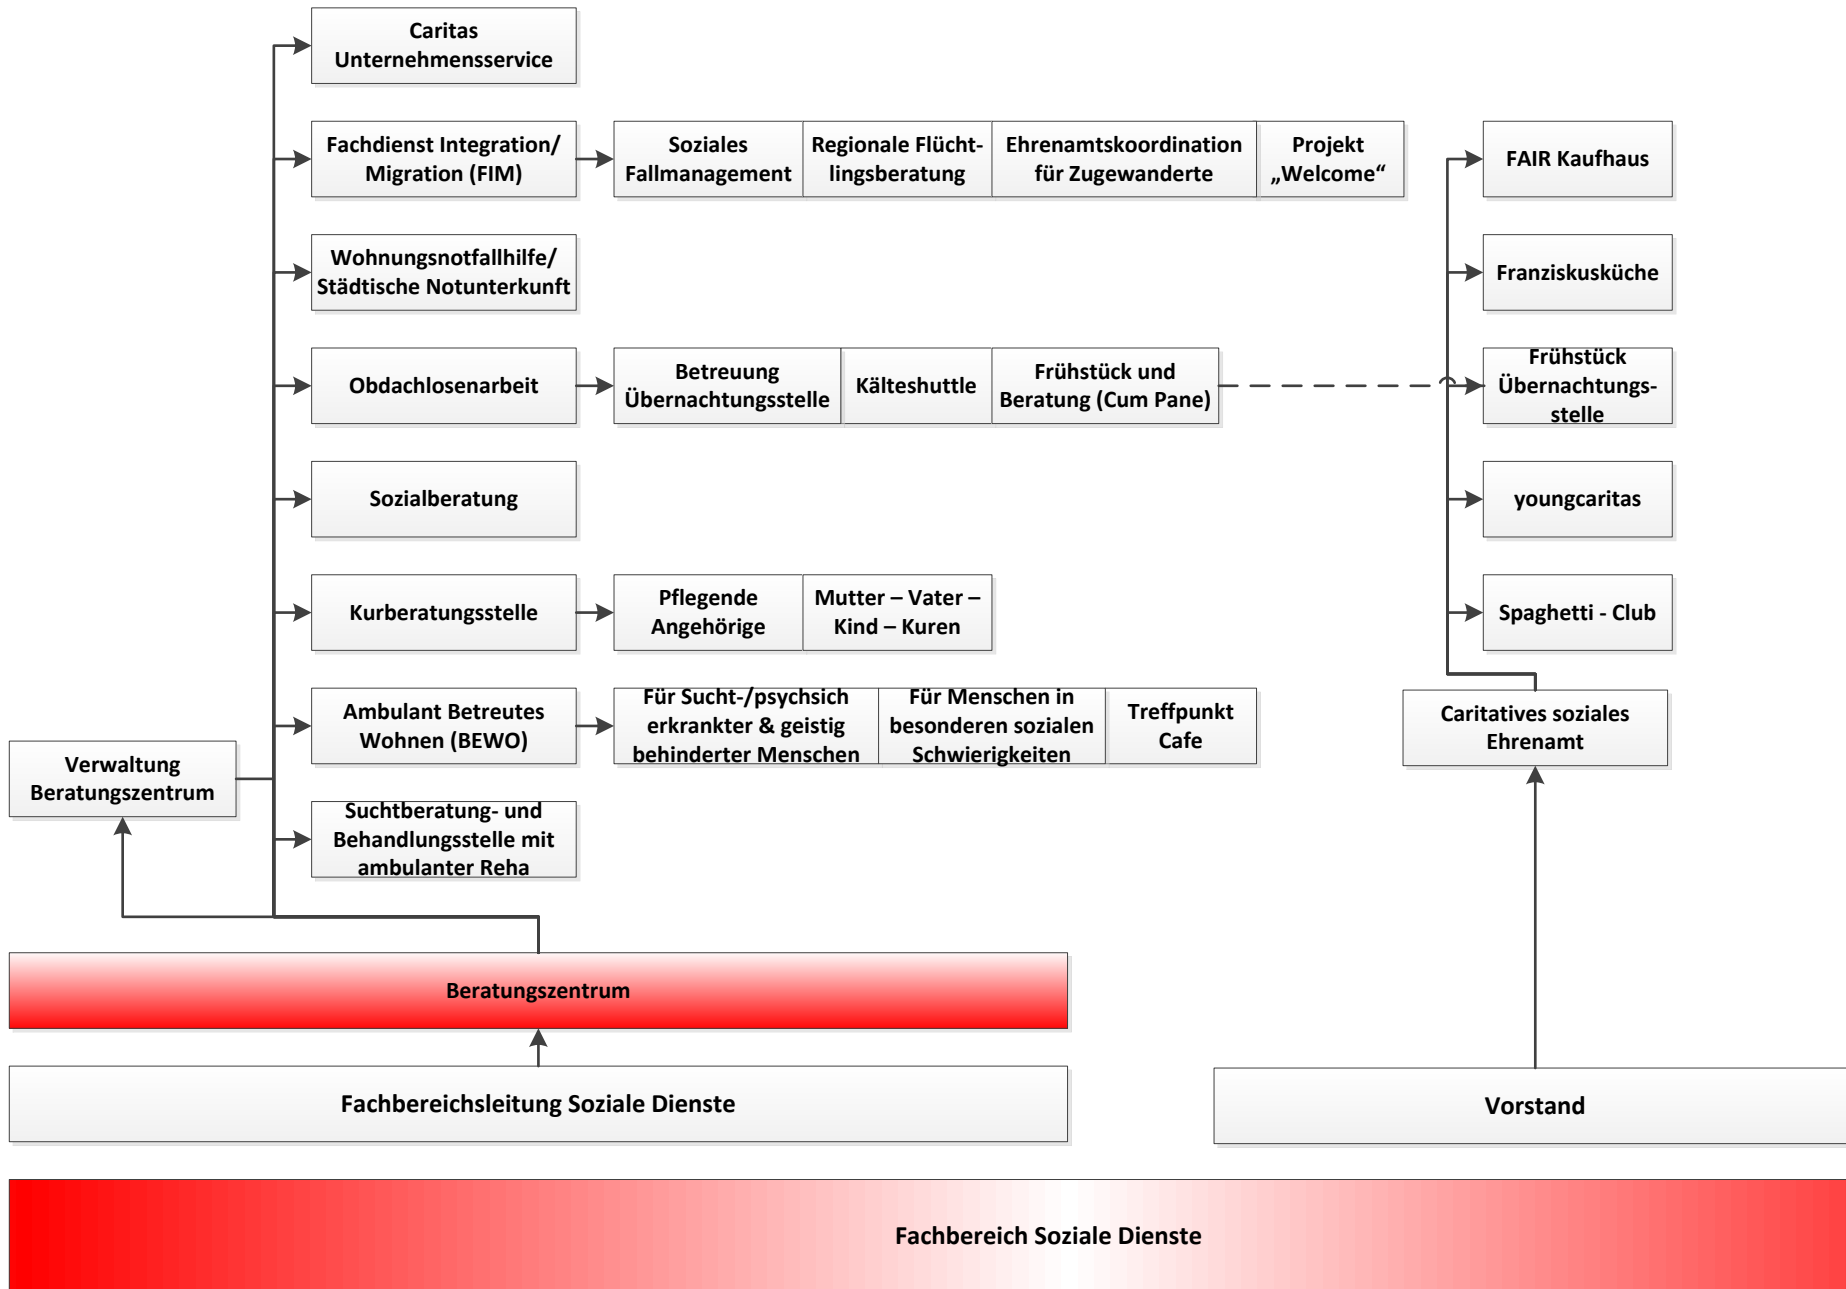 Caritas
Unternehmensservice
Fachdienst Integration/
Migration (FIM)
Soziales
Fallmanagement
Regionale Flücht-
lingsberatung
Ehrenamtskoordination
für Zugewanderte
Projekt
„Welcome“
FAIR Kaufhaus
Wohnungsnotfallhilfe/
Städtische Notunterkunft
Franziskusküche
Obdachlosenarbeit
Betreuung
Übernachtungsstelle
Kälteshuttle
Frühstück und
Beratung (Cum Pane)
Frühstück
Übernachtungs-
stelle
Sozialberatung
youngcaritas
Kurberatungsstelle
Pflegende
Angehörige
Mutter – Vater –
Kind – Kuren
Spaghetti - Club
Ambulant Betreutes
Wohnen (BEWO)
Für Sucht-/psychsich
erkrankter & geistig
behinderter Menschen
Für Menschen in
besonderen sozialen
Schwierigkeiten
Treffpunkt
Cafe
Caritatives soziales
Ehrenamt
Verwaltung
Beratungszentrum
Suchtberatung- und
Behandlungsstelle mit
ambulanter Reha
Beratungszentrum
Fachbereichsleitung Soziale Dienste
Vorstand
Fachbereich Soziale Dienste